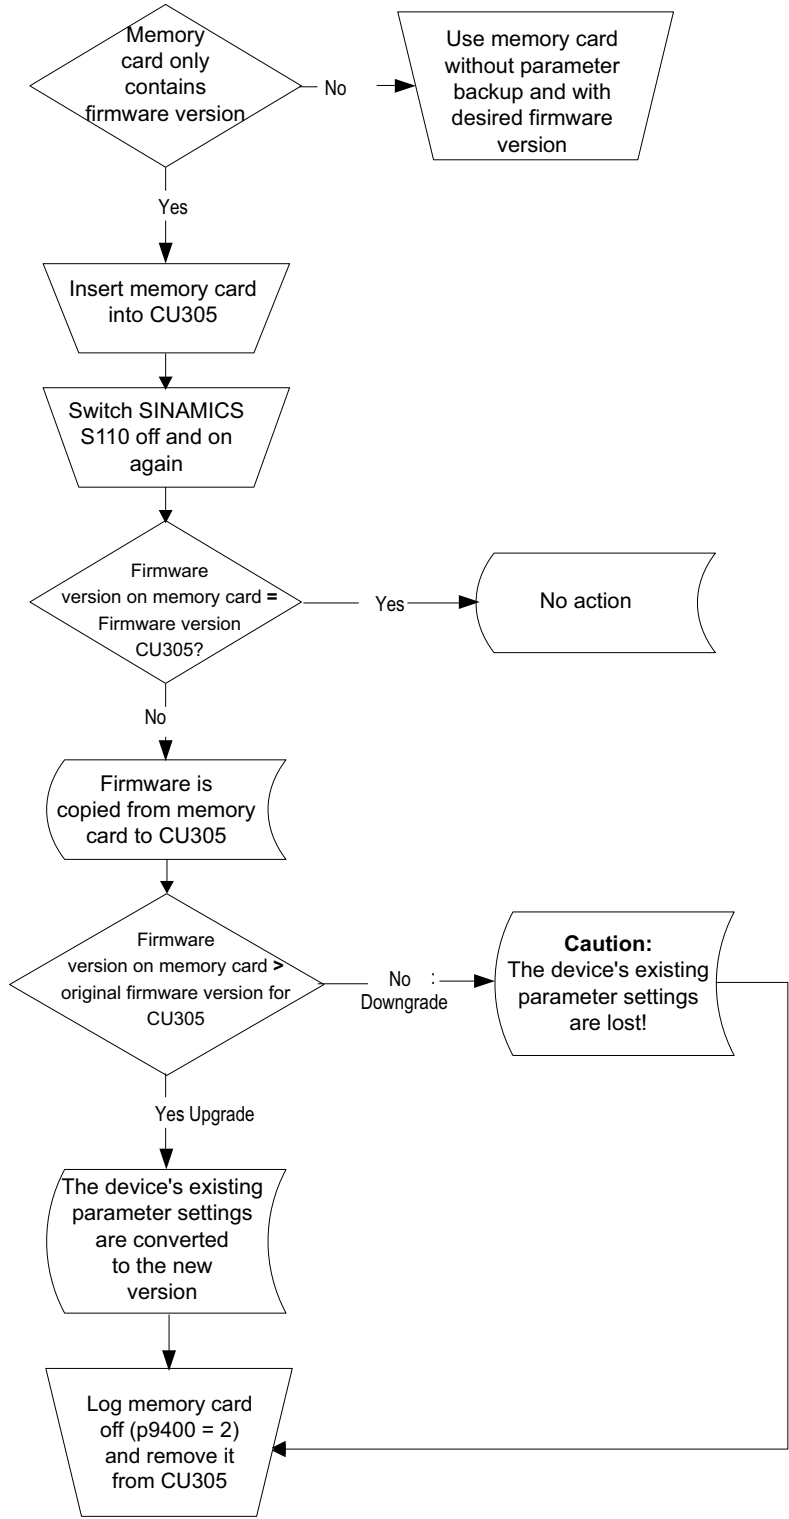 Memory
card only
contains
firmware version
No
Use memory card
without parameter
backup and with
desired firmware
version
Yes
Insert memory card
into CU305
Switch SINAMICS
S110 off and on
again
Firmware
version on memory card =
Firmware version
CU305?
Yes
No action
No
Firmware is
copied from memory
card to CU305
Firmware
version on memory card >
original firmware version for
CU305
No :
Downgrade
Caution:
The device's existing
parameter settings
are lost!
Yes Upgrade
The device's existing
parameter settings
are converted
to the new
version
Log memory card
off (p9400 = 2)
and remove it
from CU305